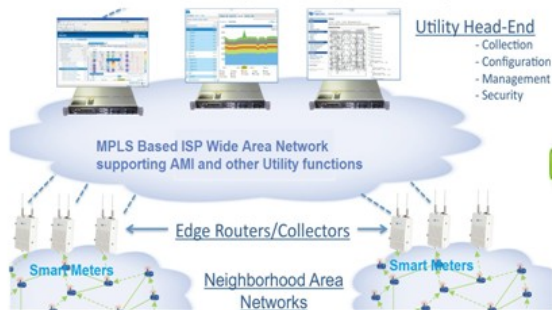 Utility Head-End
- Collection
- Configuration
- Management
- Security
MPLS Based ISP Wide Area Network
supporting AMI and other Utility functions
Edge Routers/Collectors
Smart Meters
Smart Meters
Neighborhood Area
Networks